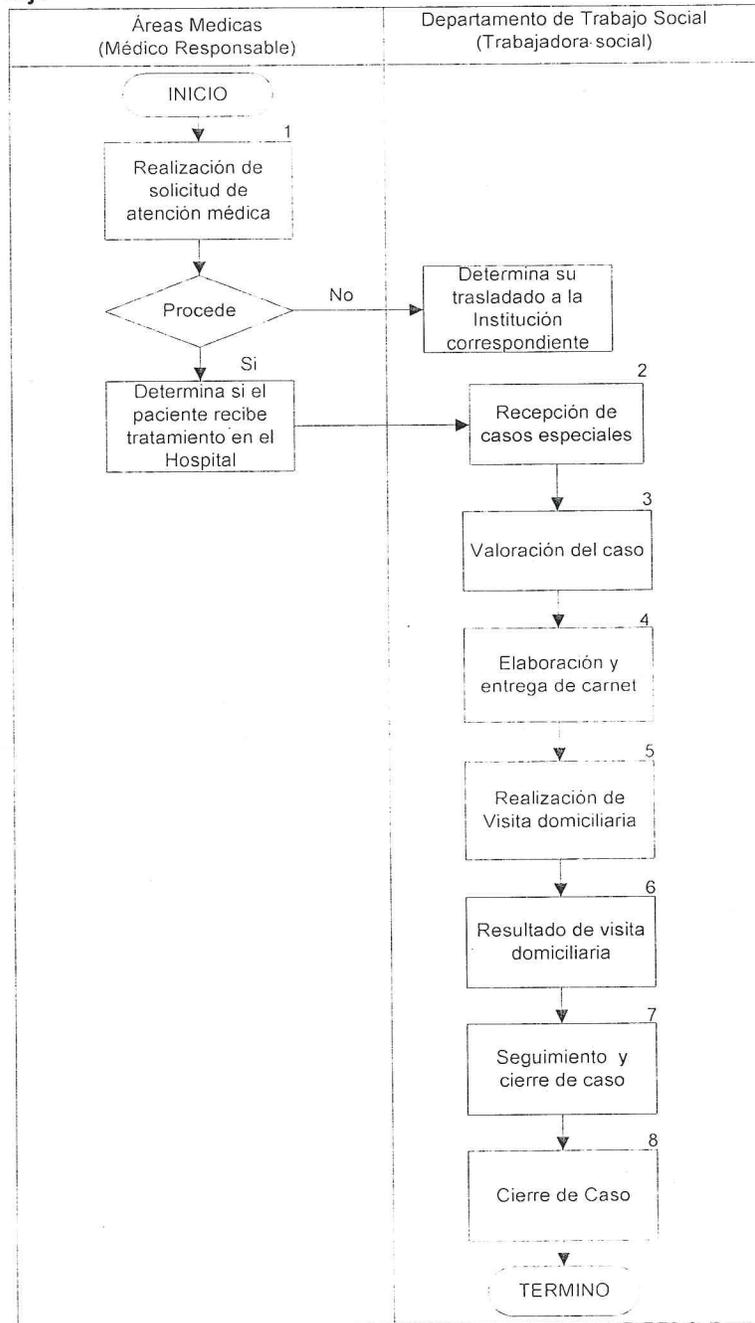 Áreas Medicas
(Médico Responsable)
Departamento de Trabajo Social
(Trabajadora social)
INICIO
1
Realización de
solicitud de
atención médica
Procede
No
Determina su
trasladado a la
Institución
correspondiente
Si
Determina si el
paciente recibe
tratamiento en el
Hospital
2
Recepción de
casos especiales
3
Valoración del caso
4
Elaboración y
entrega de carnet
5
Realización de
Visita domiciliaria
6
Resultado de visita
domiciliaria
7
Seguimiento y
cierre de caso
8
Cierre de Caso
TERMINO